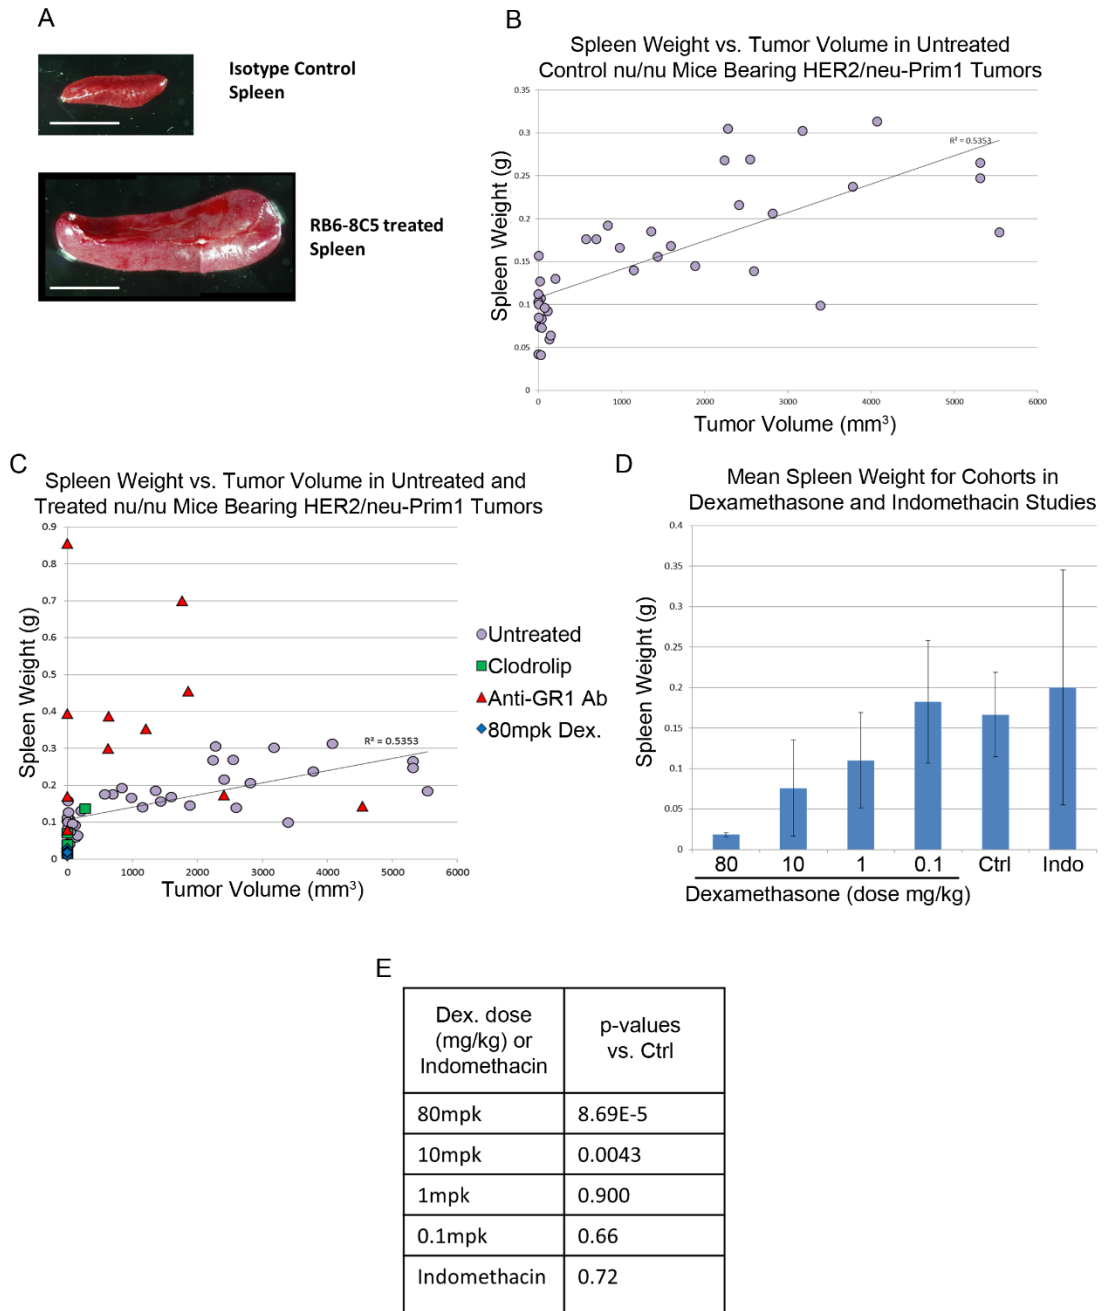 A
Isotype Control
Spleen
RB6-8C5 treated
Spleen
B
Spleen Weight vs. Tumor Volume in Untreated
Control nu/nu Mice Bearing HER2/neu-Prim1 Tumors
Spleen Weight (g)
0.35
0.3
0.25
0.2
0.15
0.1
0.05
0
R² = 0.5353
0 1000 2000 3000 4000 5000 6000
Tumor Volume (mm³)
C
Spleen Weight vs. Tumor Volume in Untreated and
Treated nu/nu Mice Bearing HER2/neu-Prim1 Tumors
Spleen Weight (g)
0.9
0.8
0.7
0.6
0.5
0.4
0.3
0.2
0.1
0
R² = 0.5353
0 1000 2000 3000 4000 5000 6000
Tumor Volume (mm³)
Untreated
Clodrolip
Anti-GR1 Ab
80mpk Dex.
D
Mean Spleen Weight for Cohorts in
Dexamethasone and Indomethacin Studies
Spleen Weight (g)
0.4
0.35
0.3
0.25
0.2
0.15
0.1
0.05
0
80 10 1 0.1 Ctrl Indo
Dexamethasone (dose mg/kg)
E
Dex. dose
(mg/kg) or
Indomethacin
p-values
vs. Ctrl
80mpk 8.69E-5
10mpk 0.0043
1mpk 0.900
0.1mpk 0.66
Indomethacin 0.72